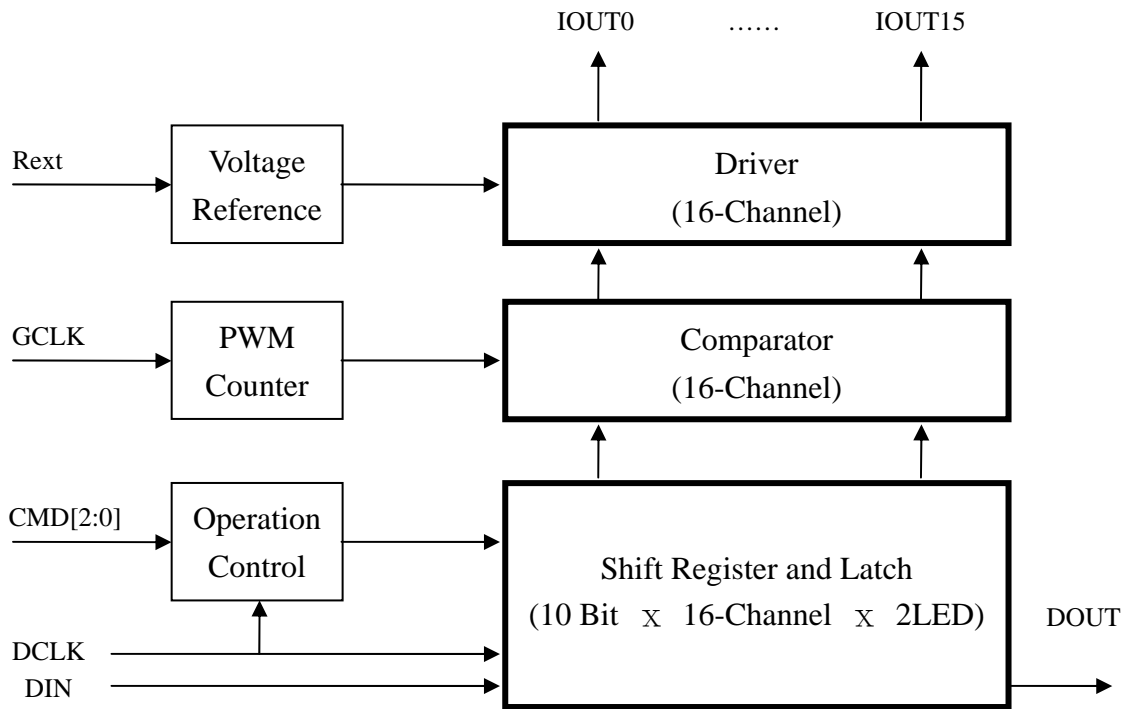 IOUT0 …… IOUT15
Rext
Voltage
Reference
Driver
(16-Channel)
GCLK
PWM
Counter
Comparator
(16-Channel)
CMD[2:0]
Operation
Control
Shift Register and Latch
(10 Bit x 16-Channel x 2LED)
DOUT
DCLK
DIN